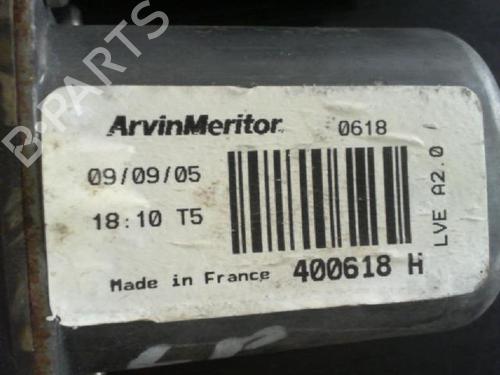 B-PARTS
ArvinMeritor 0618
09/09/05
18:10 T5
LVE A2.0
Made in France 400618 H